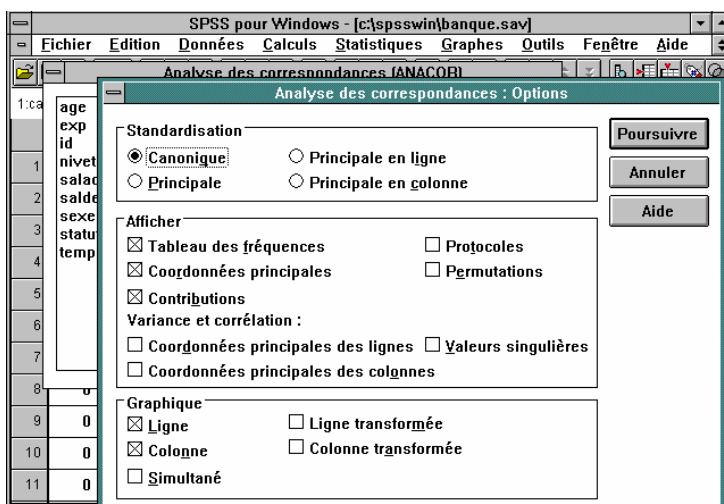 SPSS pour Windows - [c:\spsswin\banque.sav]
Fichier Edition Données Calculs Statistiques Graphes Outils Fenêtre Aide
Analyse des correspondances (ANACOR)
Analyse des correspondances : Options
1:ca
age
exp
id
nivet
salac
salde
sexe
statut
temp
1
2
3
4
5
6
7
8 0
9 0
10 0
11 0
Standardisation
Canonique Principale en ligne
Principale Principale en colonne
Poursuivre
Annuler
Aide
Afficher
Tableau des fréquences Protocoles
Coordonnées principales Permutations
Contributions
Variance et corrélation :
Coordonnées principales des lignes Valeurs singulières
Coordonnées principales des colonnes
Graphique
Ligne Ligne transformée
Colonne Colonne transformée
Simultané